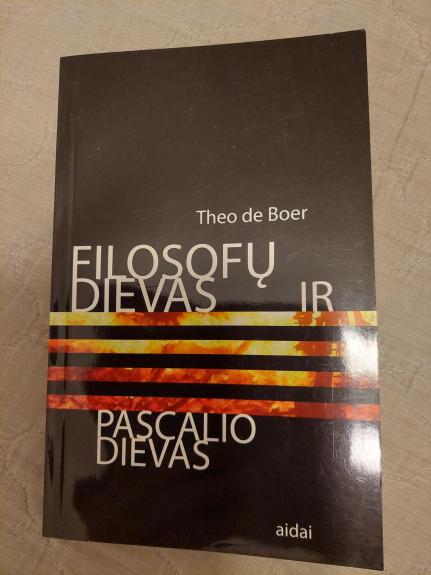 Theo de Boer
FILOSOFŲ
DIEVAS IR
PASCALIO
DIEVAS
aidai